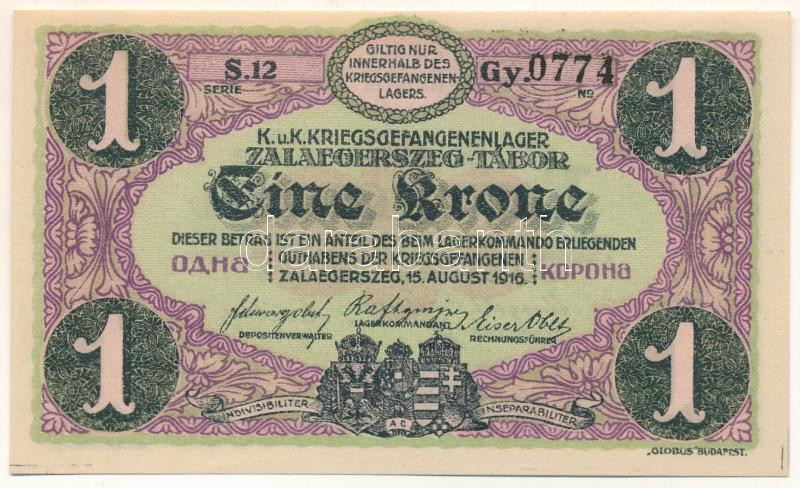 1
S.12
SERIE
GILTIG NUR
INNERHALB DES
KRIEGSGEFANGENEN-
LAGERS.
Gy.0774
No
1
K.u.K. KRIEGSGEFANGENENLAGER
ZALAEGERSZEG-TÁBOR
Eine Krone
DIESER BETRAG IST EIN ANTEIL DES BEIM LAGERKOMMANDO ERLIEGENDEN
ОДНА GUTHABENS DER KRIEGSGEFANGENEN КОРОНА
ZALAEGERSZEG, 15. AUGUST 1916.
LAGERKOMMANDANT
DEPOSITENVERWALTER
RECHNUNGSFÜHRER
1
INDIVISIBILITER
AC
INSEPARABILITER
1
„GLOBUS" BUDAPEST.